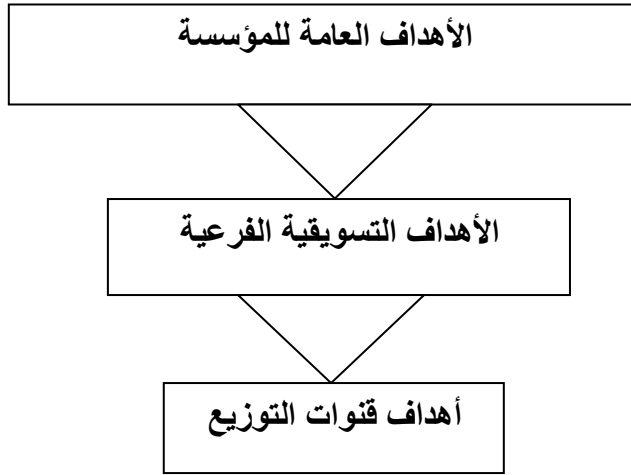 الأهداف العامة للمؤسسة
الأهداف التسويقية الفرعية
أهداف قنوات التوزيع